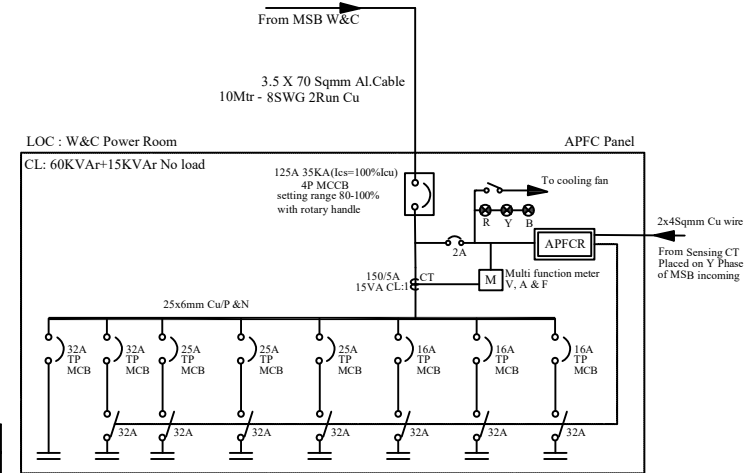 From MSB W&C
3.5 X 70 Sqmm Al.Cable
10Mtr - 8SWG 2Run Cu
LOC : W&C Power Room
APFC Panel
CL: 60KVAr+15KVAr No load
125A 35KA(Ics=100%Icu)
4P MCCB
setting range 80-100%
with rotary handle
To cooling fan
R Y B
2A
APFCR
2x4Sqmm Cu wire
From Sensing CT
Placed on Y Phase
of MSB incoming
150/5A
15VA CL:1
CT
M
Multi function meter
V, A & F
25x6mm Cu/P &N
32A
TP
MCB
32A
TP
MCB
25A
TP
MCB
25A
TP
MCB
25A
TP
MCB
16A
TP
MCB
16A
TP
MCB
16A
TP
MCB
32A
32A
32A
32A
32A
32A
32A